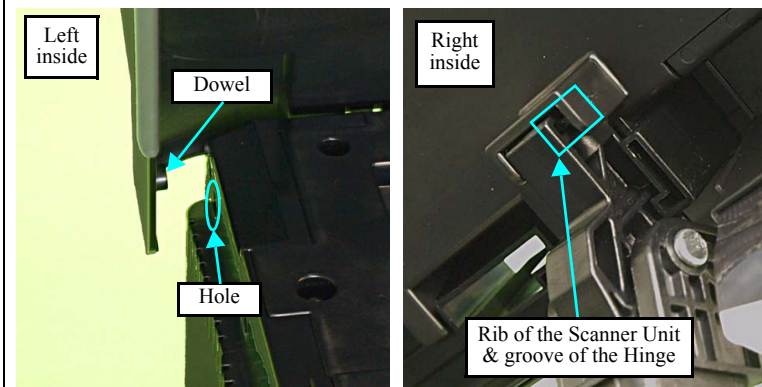 Left
inside
Dowel
Hole
Right
inside
Rib of the Scanner Unit
& groove of the Hinge